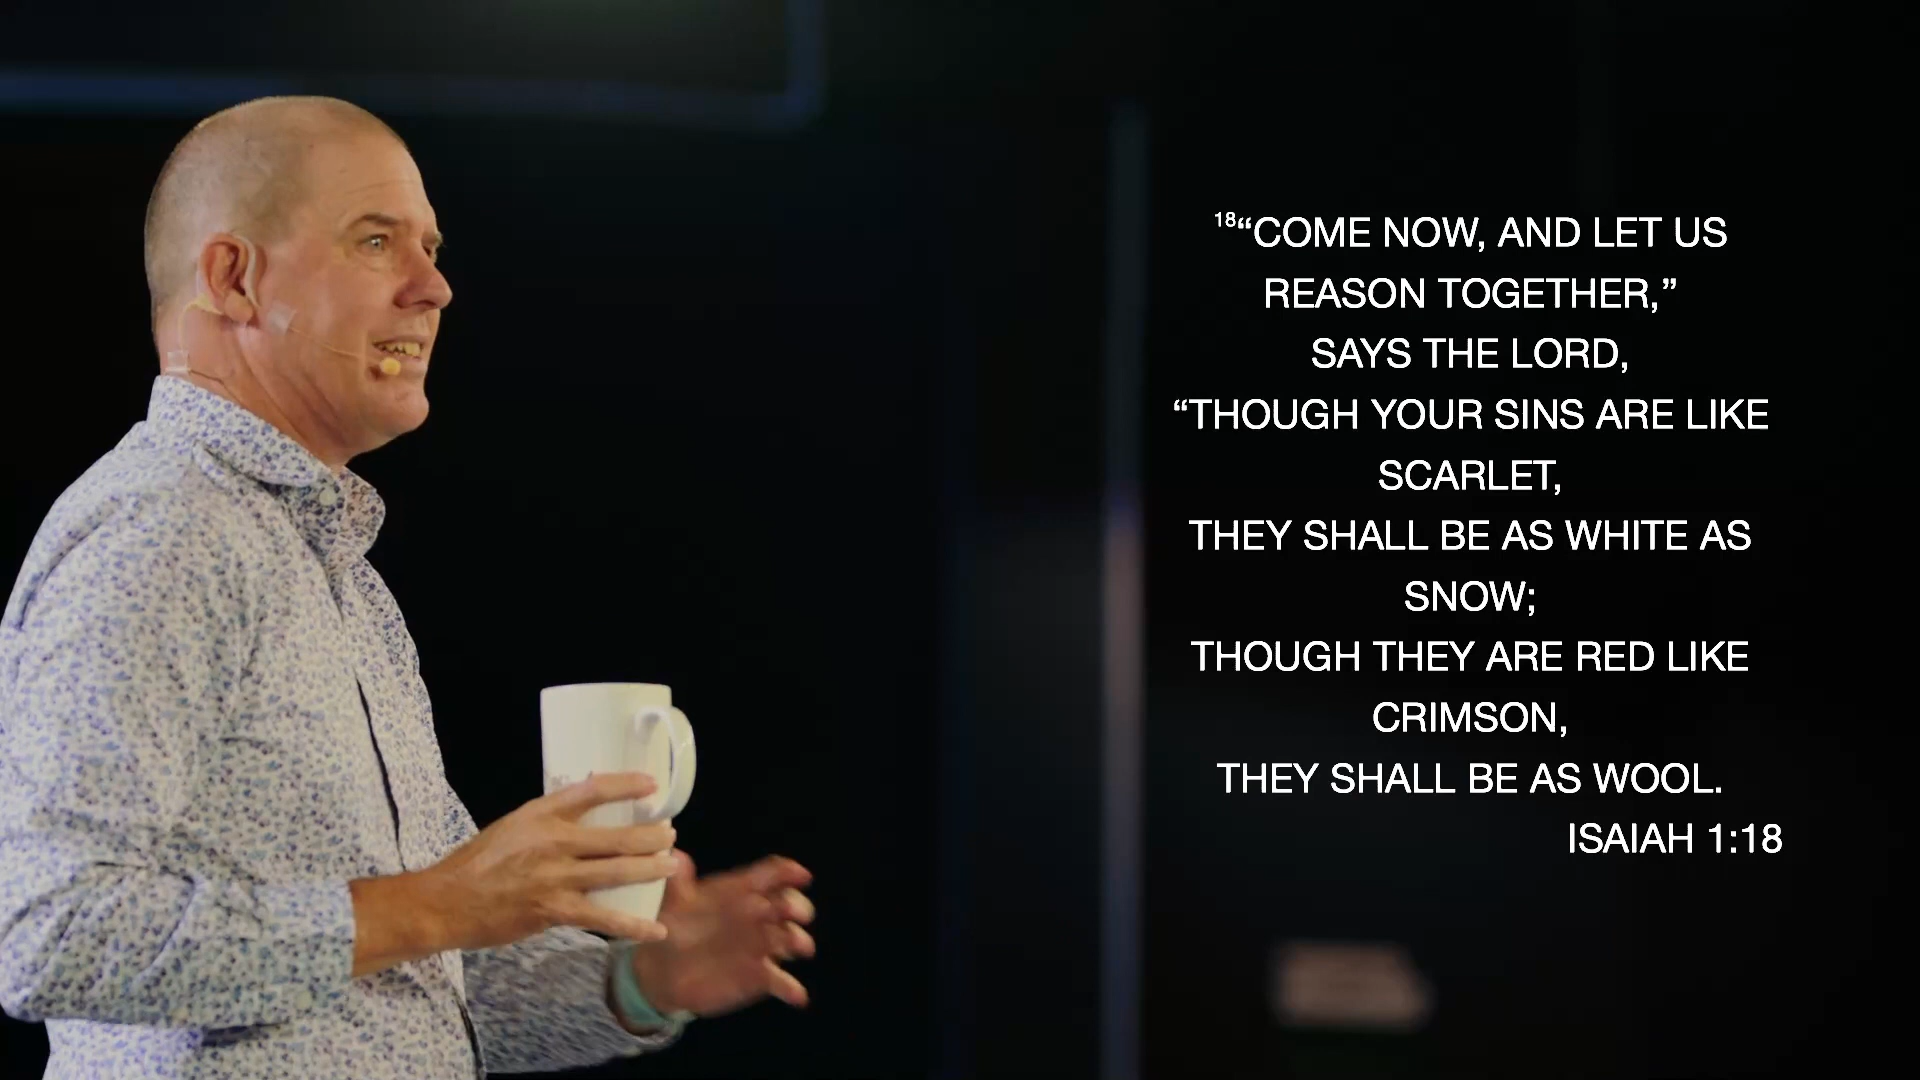 ¹⁸“COME NOW, AND LET US
REASON TOGETHER,”
SAYS THE LORD,
“THOUGH YOUR SINS ARE LIKE
SCARLET,
THEY SHALL BE AS WHITE AS
SNOW;
THOUGH THEY ARE RED LIKE
CRIMSON,
THEY SHALL BE AS WOOL.
ISAIAH 1:18